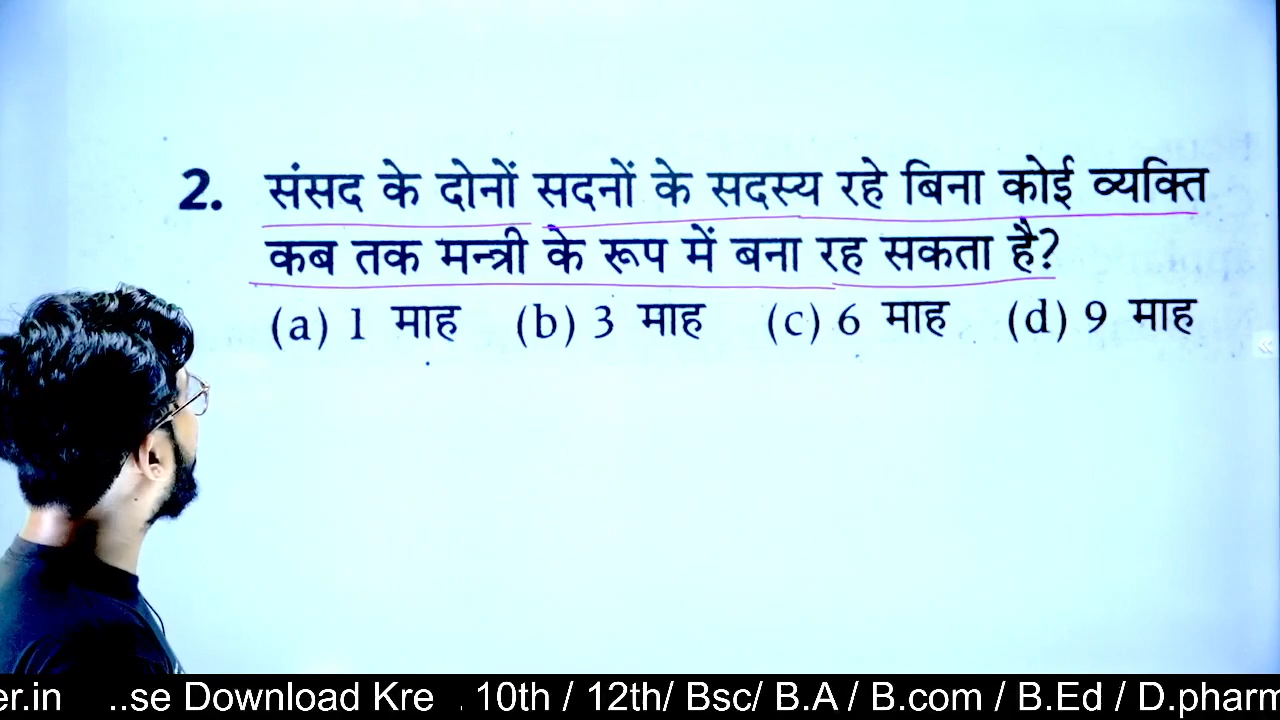 2. संसद के दोनों सदनों के सदस्य रहे बिना कोई व्यक्ति
कब तक मन्त्री के रूप में बना रह सकता है?
(a) 1 माह (b) 3 माह (c) 6 माह (d) 9 माह
er.in ..se Download Kre . 10th / 12th/ Bsc/ B.A / B.com / B.Ed / D.pharm